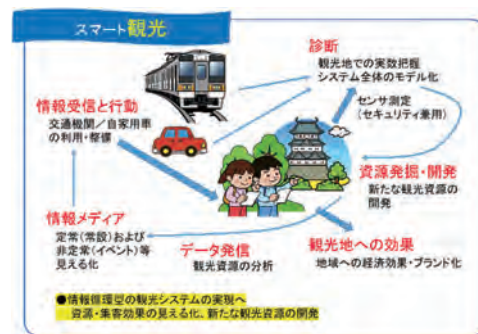 スマート観光
診断
観光地での実数把握
システム全体のモデル化
センサ測定
(セキュリティ兼用)
情報受信と行動
交通機関/自家用車
の利用・整備
資源発掘・開発
新たな観光資源の
開発
情報メディア
定常(常設)および
非定常(イベント)等
見える化
データ発信
観光資源の分析
観光地への効果
地域への経済効果・ブランド化
●情報循環型の観光システムの実現へ
資源・集客効果の見える化、新たな観光資源の開発